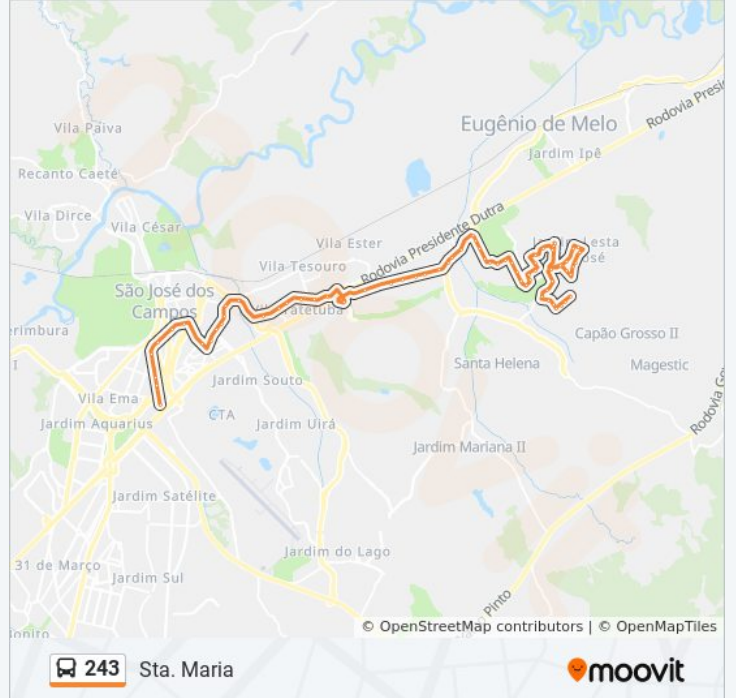 Vila Paiva
Eugênio de Melo
Rodovia Presi
Jardim Ipê
Recanto Caeté
Vila Dirce
Vila César
Rodovia Presidente Dutra
Vila Ester
Vila Tesouro
São José dos
Campos
Capão Grosso II
Santa Helena
Magestic
Jardim Souto
Vila Ema
CTA
Jardim Aquarius
Jardim Uirá
Jardim Mariana II
Jardim Satélite
Jardim do Lago
31 de Março
Jardim Sul
Pinto
© OpenStreetMap contributors | © OpenMapTiles
243 Sta. Maria
moovit